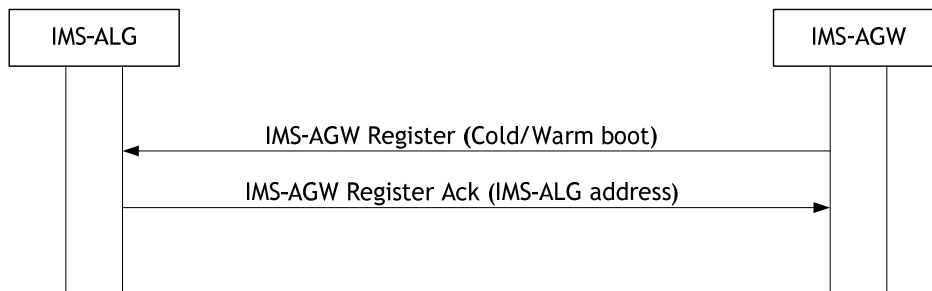 IMS-ALG
IMS-AGW
IMS-AGW Register (Cold/Warm boot)
IMS-AGW Register Ack (IMS-ALG address)